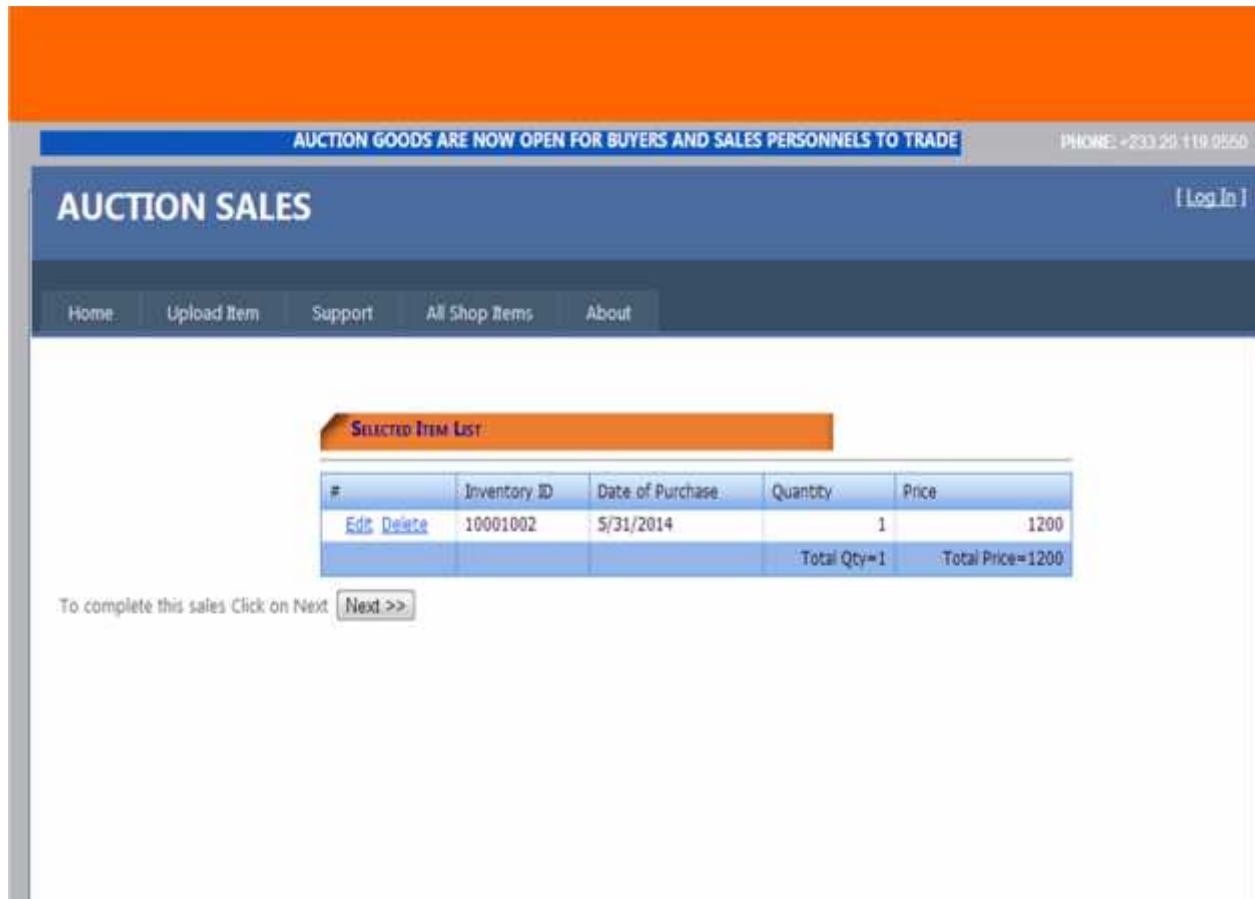 AUCTION GOODS ARE NOW OPEN FOR BUYERS AND SALES PERSONNELS TO TRADE PHONE: +233.20.119.0550
AUCTION SALES [ Log In ]
Home Upload Item Support All Shop Items About
SELECTED ITEM LIST
# Inventory ID Date of Purchase Quantity Price
Edit Delete 10001002 5/31/2014 1 1200
Total Qty=1 Total Price=1200
To complete this sales Click on Next Next >>